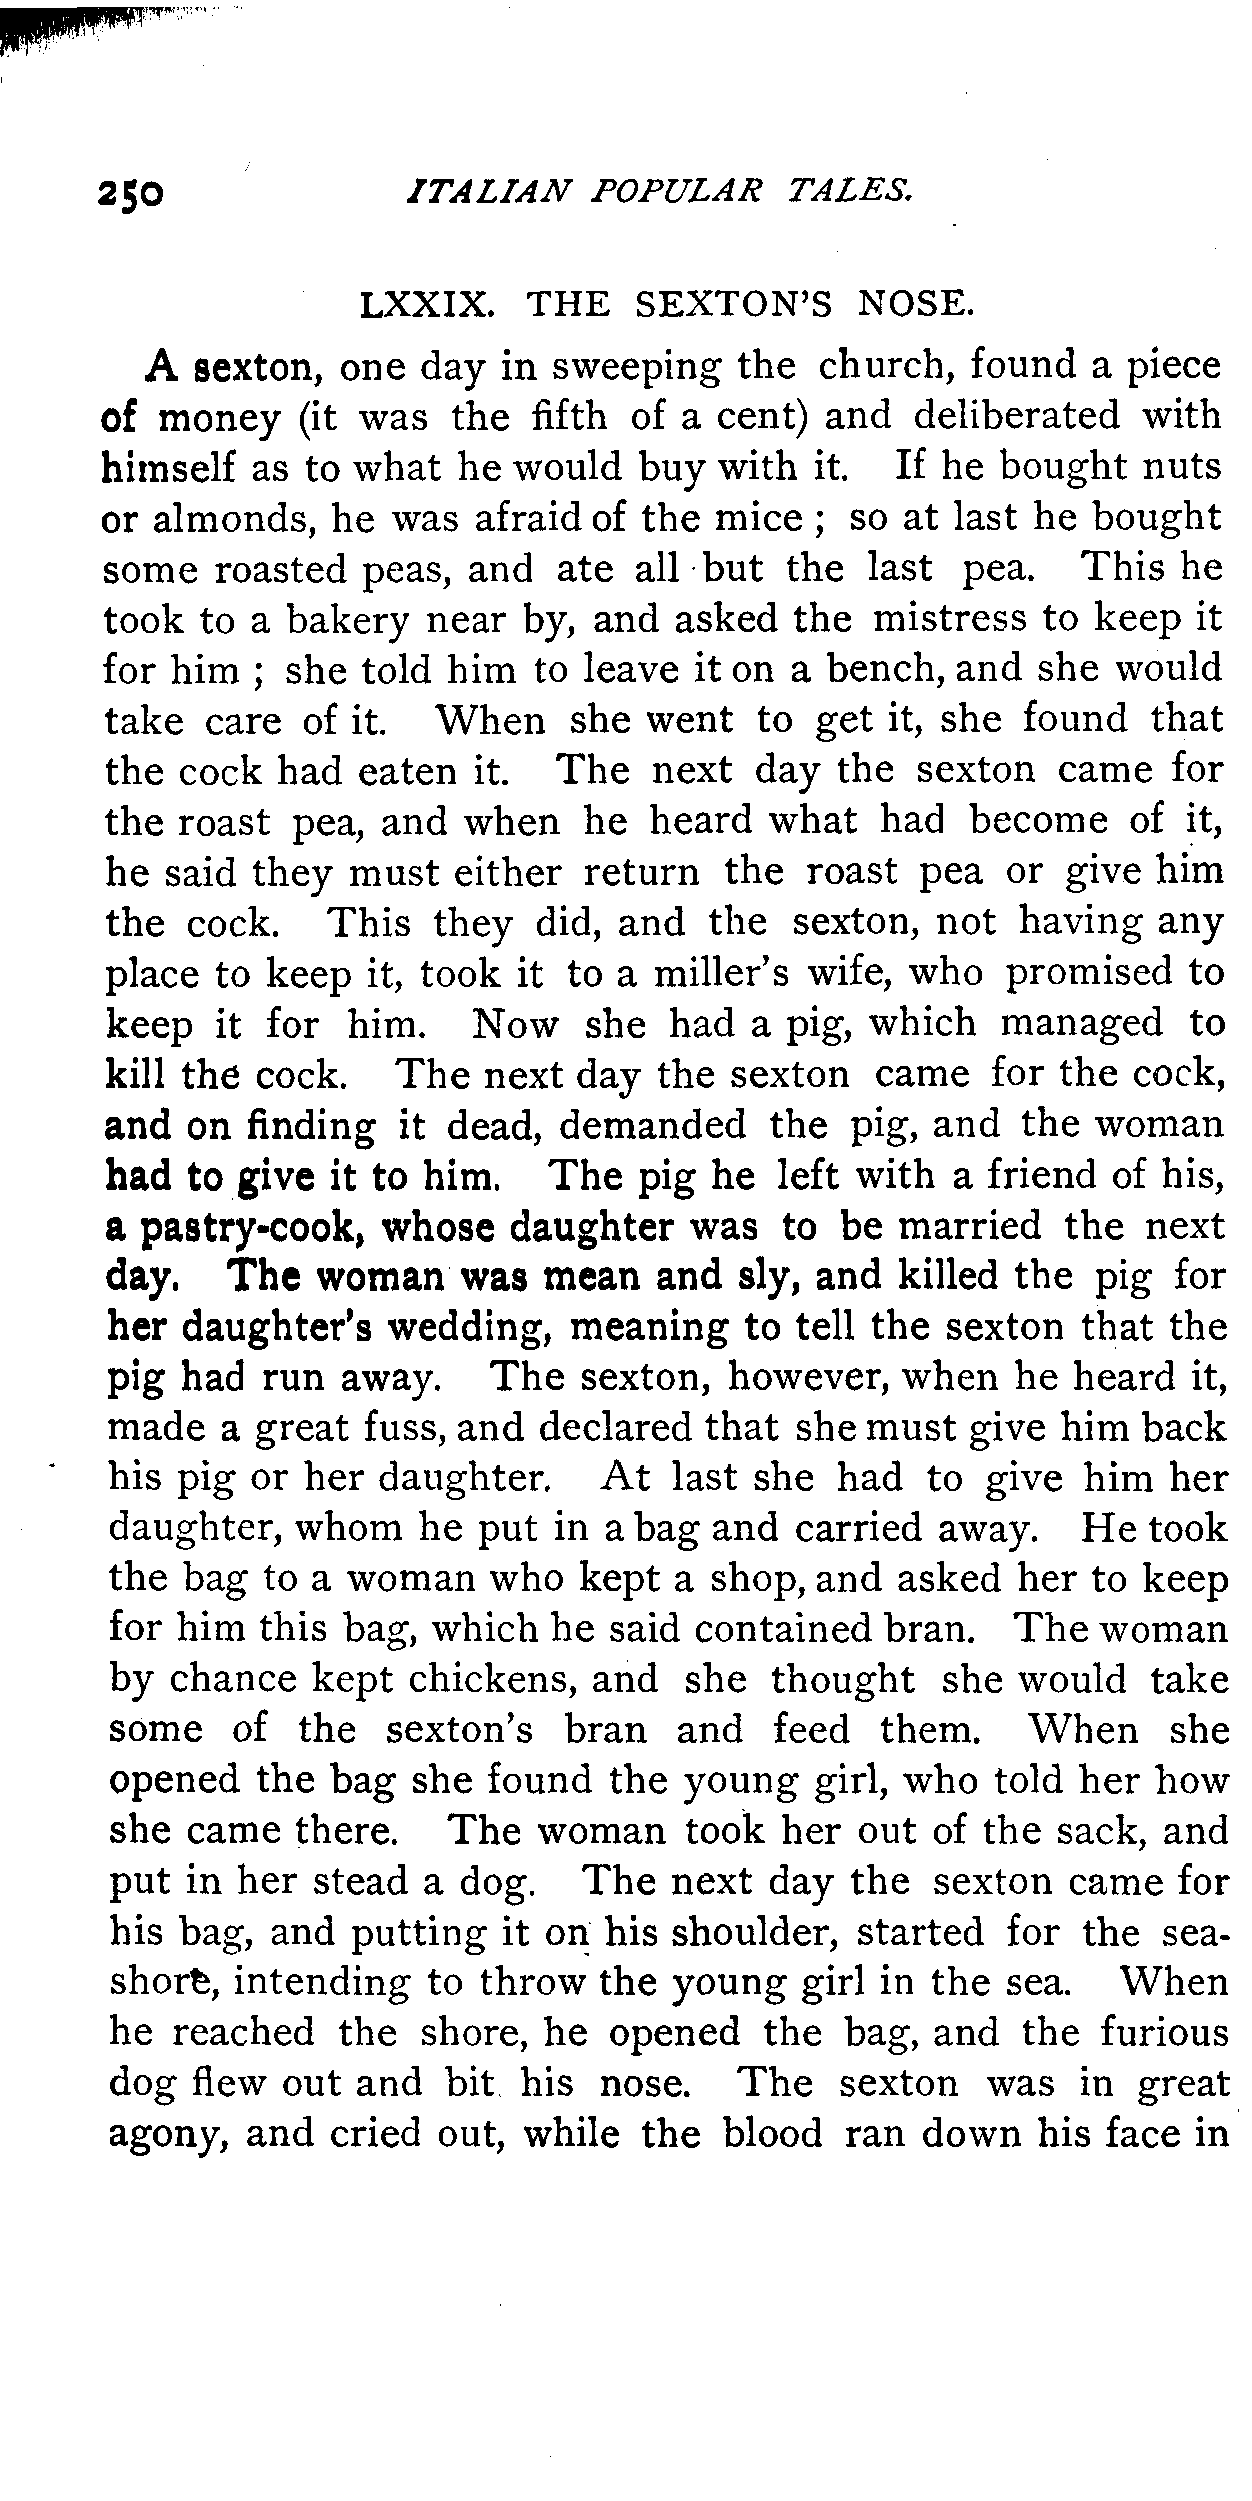 250 ITALIAN POPULAR TALES.
LXXIX. THE SEXTON'S NOSE.
A sexton, one day in sweeping the church, found a piece
of money (it was the fifth of a cent) and deliberated with
himself as to what he would buy with it. If he bought nuts
or almonds, he was afraid of the mice ; so at last he bought
some roasted peas, and ate all but the last pea. This he
took to a bakery near by, and asked the mistress to keep it
for him ; she told him to leave it on a bench, and she would
take care of it. When she went to get it, she found that
the cock had eaten it. The next day the sexton came for
the roast pea, and when he heard what had become of it,
he said they must either return the roast pea or give him
the cock. This they did, and the sexton, not having any
place to keep it, took it to a miller's wife, who promised to
keep it for him. Now she had a pig, which managed to
kill the cock. The next day the sexton came for the cock,
and on finding it dead, demanded the pig, and the woman
had to give it to him. The pig he left with a friend of his,
a pastry-cook, whose daughter was to be married the next
day. The woman was mean and sly, and killed the pig for
her daughter's wedding, meaning to tell the sexton that the
pig had run away. The sexton, however, when he heard it,
made a great fuss, and declared that she must give him back
his pig or her daughter. At last she had to give him her
daughter, whom he put in a bag and carried away. He took
the bag to a woman who kept a shop, and asked her to keep
for him this bag, which he said contained bran. The woman
by chance kept chickens, and she thought she would take
some of the sexton's bran and feed them. When she
opened the bag she found the young girl, who told her how
she came there. The woman took her out of the sack, and
put in her stead a dog. The next day the sexton came for
his bag, and putting it on his shoulder, started for the sea-
shore, intending to throw the young girl in the sea. When
he reached the shore, he opened the bag, and the furious
dog flew out and bit his nose. The sexton was in great
agony, and cried out, while the blood ran down his face in